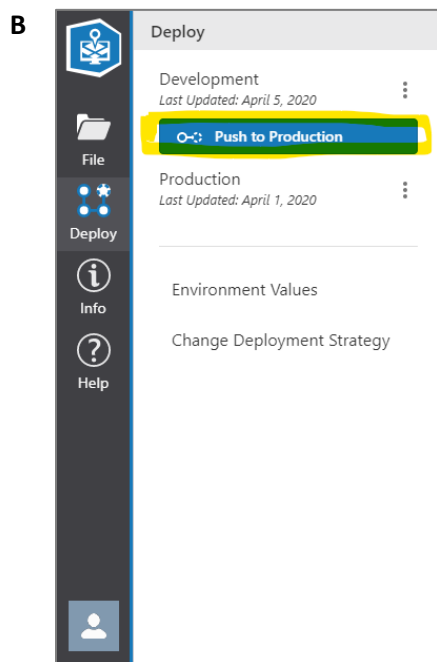 B
Deploy
Development
Last Updated: April 5, 2020
Push to Production
File
Production
Last Updated: April 1, 2020
Deploy
Environment Values
Info
Change Deployment Strategy
Help